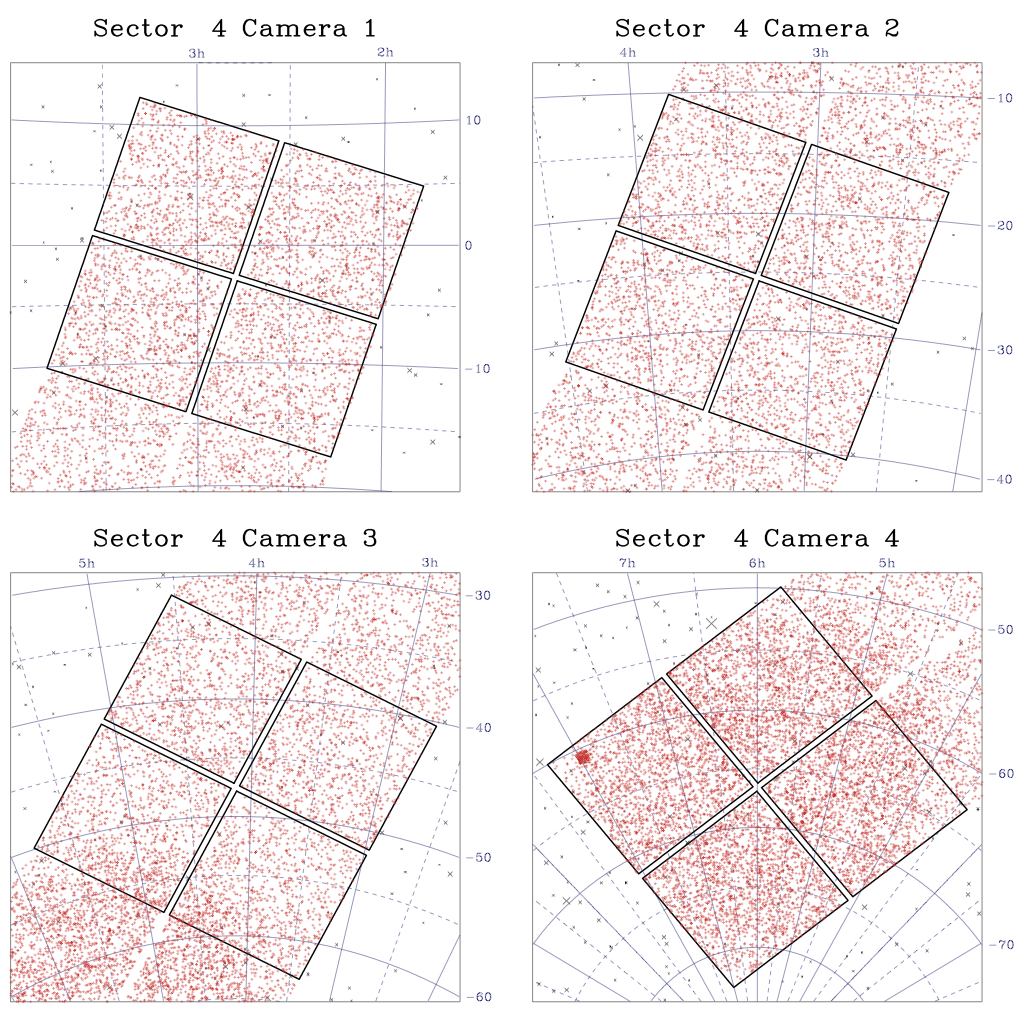 Sector 4 Camera 1
3h 2h
10
0
-10
Sector 4 Camera 2
4h 3h
-10
-20
-30
-40
Sector 4 Camera 3
5h 4h 3h
-30
-40
-50
-60
Sector 4 Camera 4
7h 6h 5h
-50
-60
-70